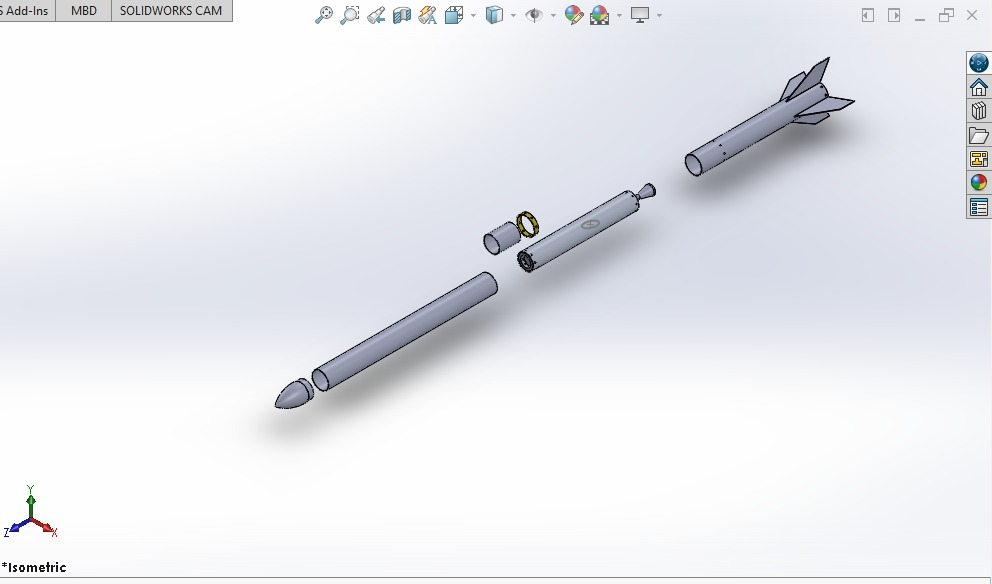 S Add-Ins MBD SOLIDWORKS CAM
Y
Z X
*Isometric